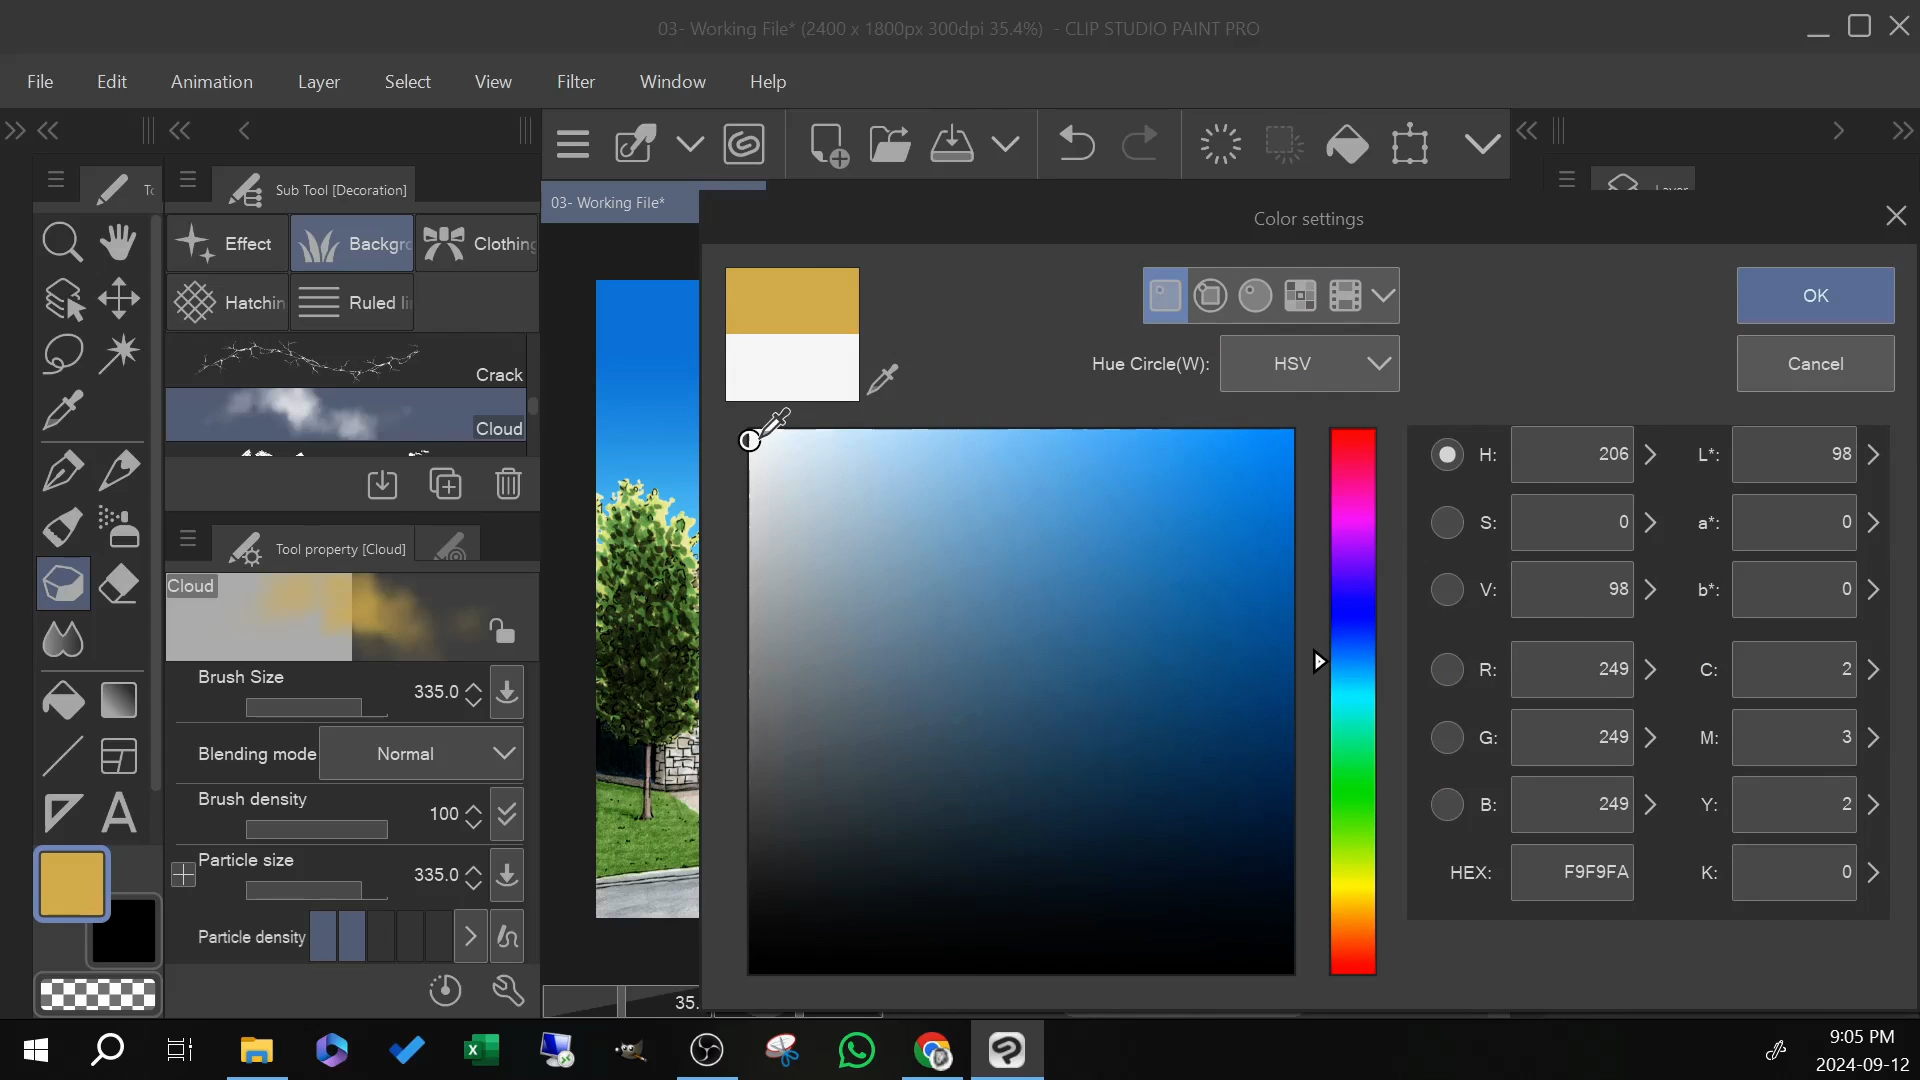 03- Working File* (2400 x 1800px 300dpi 35.4%)  - CLIP STUDIO PAINT PRO
File Edit Animation Layer Select View Filter Window Help
Sub Tool [Decoration]
03- Working File*
Color settings
Effect Backgro Clothing
Hatchin Ruled li
OK
Hue Circle(W): HSV
Cancel
Crack
Cloud
H: 206 L*: 98
S: 0 a*: 0
Tool property [Cloud]
Cloud
V: 98 b*: 0
Brush Size 335.0
R: 249 C: 2
Blending mode Normal
G: 249 M: 3
Brush density 100
B: 249 Y: 2
Particle size 335.0
HEX: F9F9FA K: 0
Particle density
35.
9:05 PM
2024-09-12